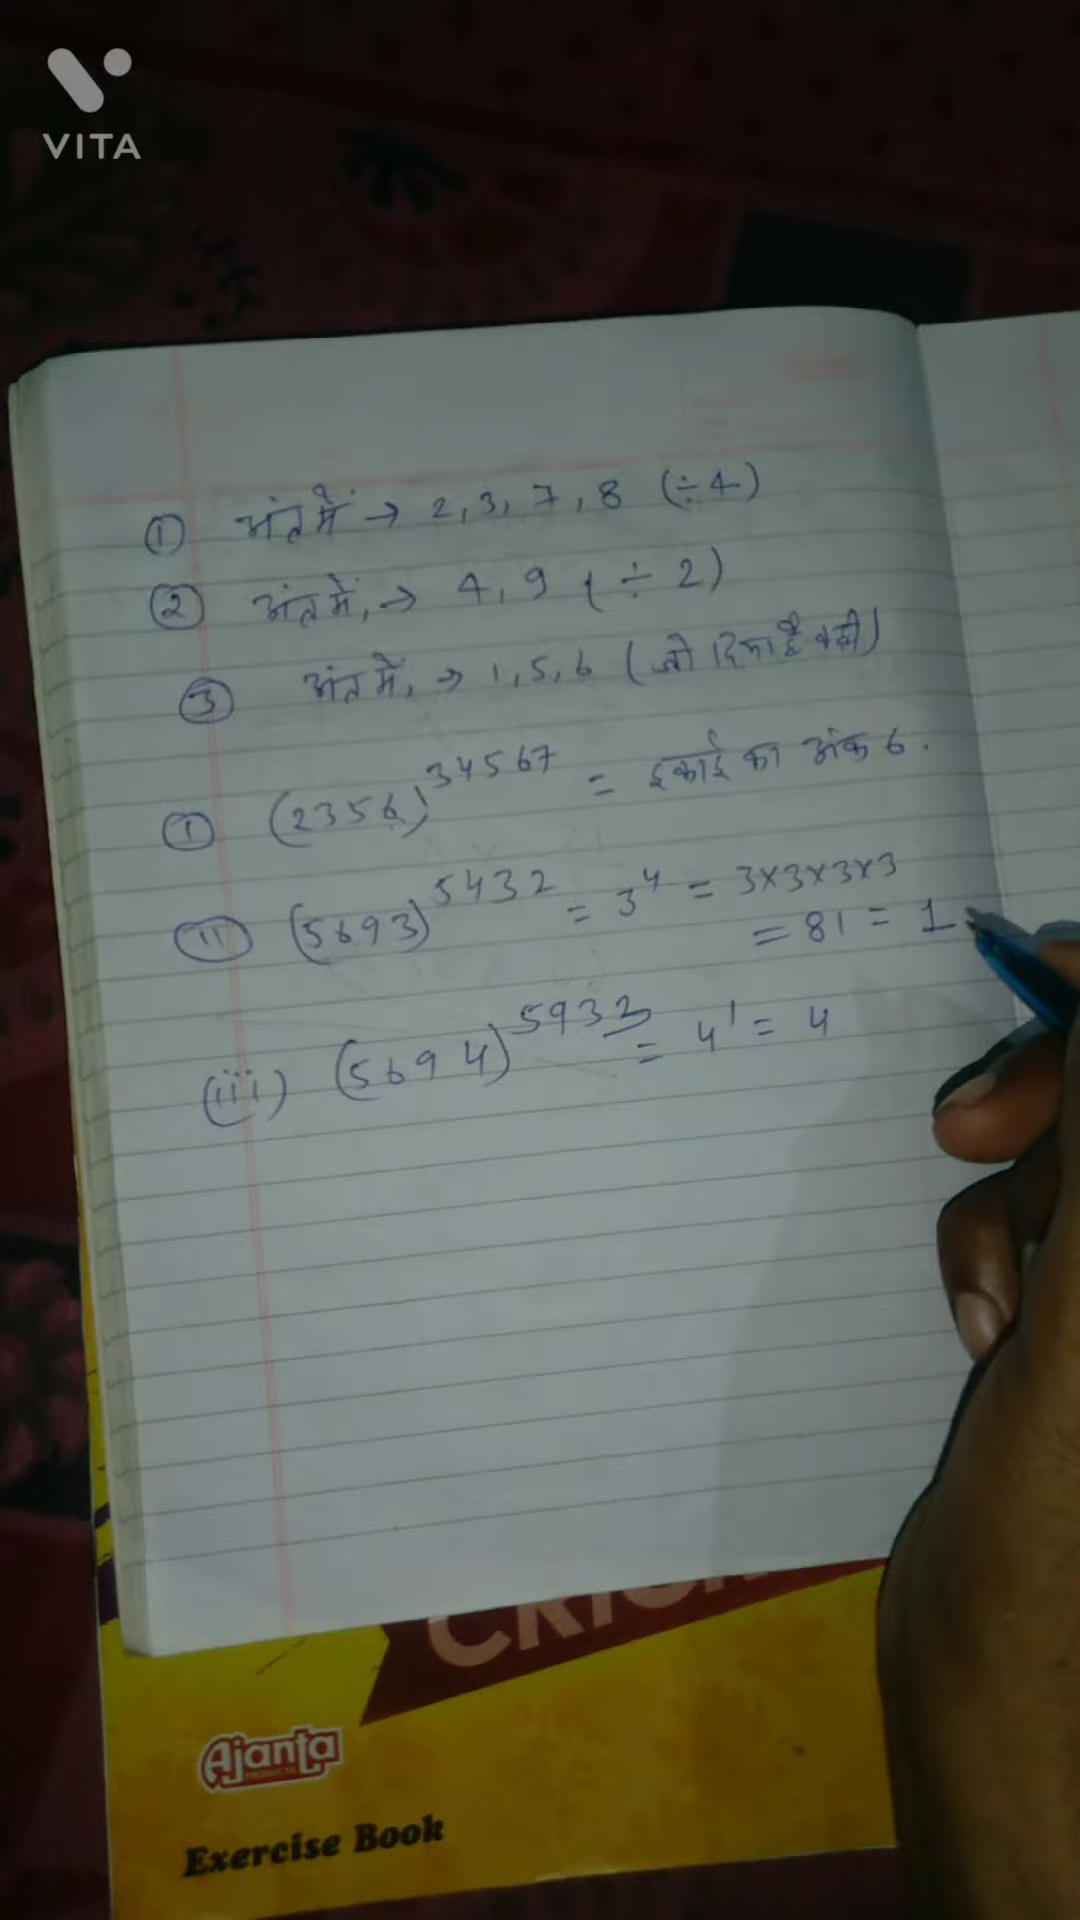 VITA
① अंत में → 2, 3, 7, 8 (÷4)
② अंत में, → 4, 9 (÷ 2)
③ अंत में, → 1, 5, 6 (जो दिया है वही)
① (2356)^34567 = इकाई का अंक 6.
(ii) (5693)^5432 = 3^4 = 3×3×3×3
= 81 = 1
(iii) (5694)^5933 = 4^1 = 4
Ajanta
PRODUCTS
Exercise Book